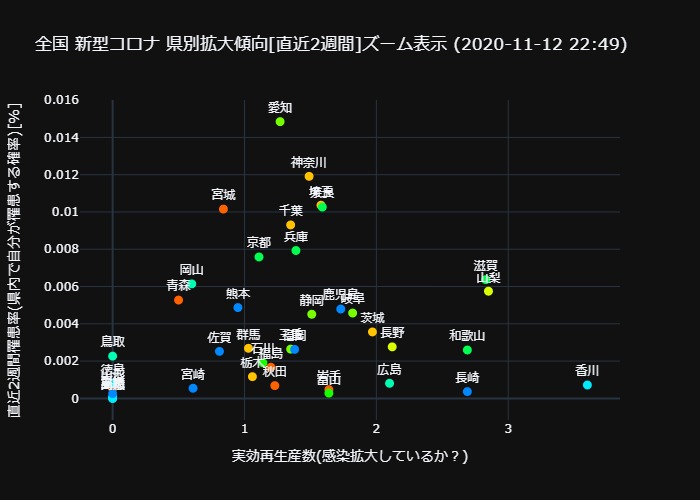 全国 新型コロナ 県別拡大傾向[直近2週間]ズーム表示 (2020-11-12 22:49)
直近2週間罹患率(県内で自分が罹患する確率)[%]
0.016
0.014
0.012
0.01
0.008
0.006
0.004
0.002
0
愛知
神奈川
宮城
千葉
兵庫
京都
滋賀
山梨
岡山
青森
熊本
鹿児島
岐阜
静岡
茨城
長野
和歌山
鳥取
佐賀
群馬
石川
福島
栃木
秋田
宮崎
岩手
富山
広島
長崎
香川
徳島
0
1
2
3
実効再生産数(感染拡大しているか？)